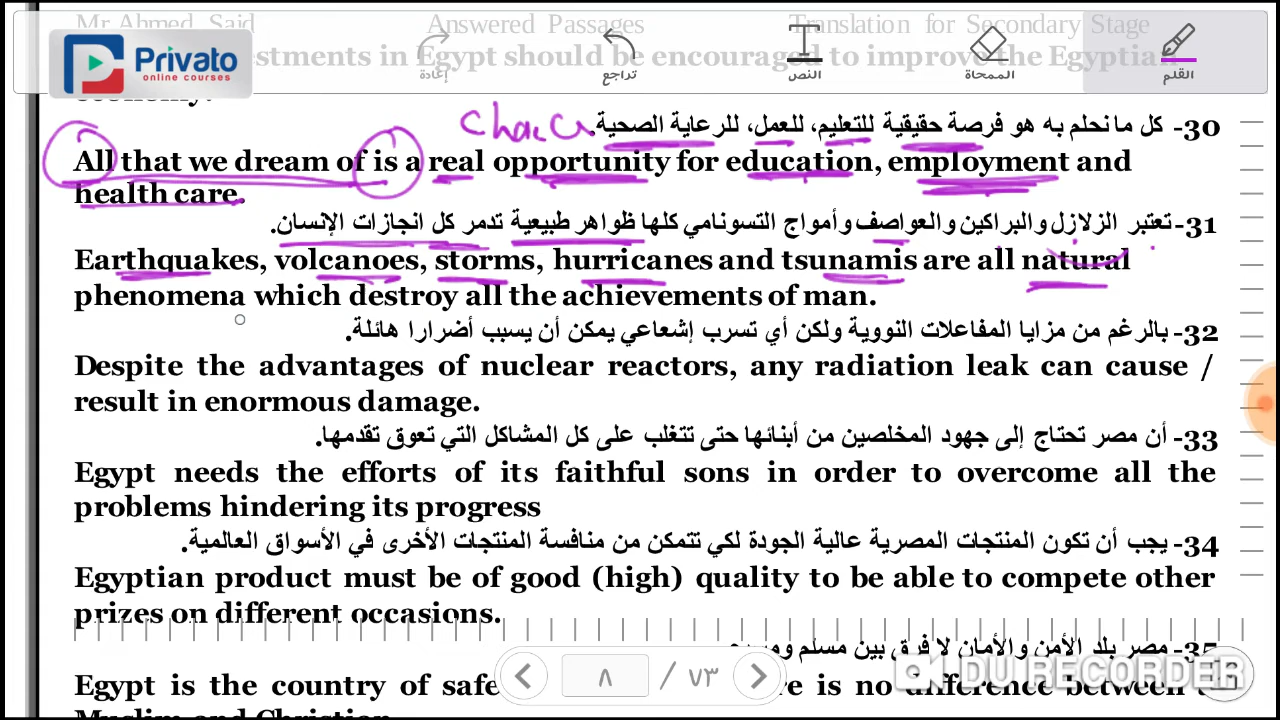 Mr Ahmed Said Answered Passages Translation for Secondary Stage
Privato
online courses
إعادة تراجع النص الممحاة القلم
in Egypt should be encouraged to improve the Egyptian
economy.
30- كل ما نحلم به هو فرصة حقيقية للتعليم، للعمل، للرعاية الصحية.
All that we dream of is a real opportunity for education, employment and
health care.
31- تعتبر الزلازل والبراكين والعواصف وأمواج التسونامي كلها ظواهر طبيعية تدمر كل انجازات الإنسان.
Earthquakes, volcanoes, storms, hurricanes and tsunamis are all natural
phenomena which destroy all the achievements of man.
32- بالرغم من مزايا المفاعلات النووية ولكن أي تسرب إشعاعي يمكن أن يسبب أضرارا هائلة.
Despite the advantages of nuclear reactors, any radiation leak can cause /
result in enormous damage.
33- أن مصر تحتاج إلى جهود المخلصين من أبنائها حتى تتغلب على كل المشاكل التي تعوق تقدمها.
Egypt needs the efforts of its faithful sons in order to overcome all the
problems hindering its progress
34- يجب أن تكون المنتجات المصرية عالية الجودة لكي تتمكن من منافسة المنتجات الأخرى في الأسواق العالمية.
Egyptian product must be of good (high) quality to be able to compete other
prizes on different occasions.
35- مصر بلد الأمن والأمان لا فرق بين مسلم
٨ / ٧٣
DU RECORDER
Egypt is the country of is no difference between
Muslim and Christian